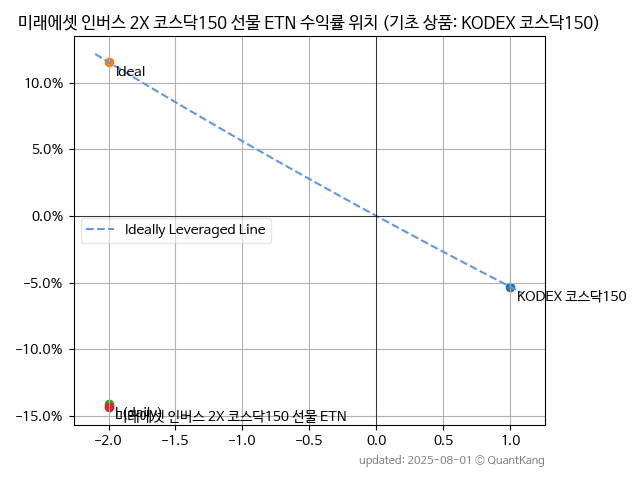 미래에셋 인버스 2X 코스닥150 선물 ETN 수익률 위치 (기초 상품: KODEX 코스닥150)
10.0%
5.0%
0.0%
−5.0%
−10.0%
−15.0%
Ideal
Ideally Leveraged Line
KODEX 코스닥150
(daily)
미래에셋 인버스 2X 코스닥150 선물 ETN
−2.0
−1.5
−1.0
−0.5
0.0
0.5
1.0
updated: 2025-08-01 © QuantKang